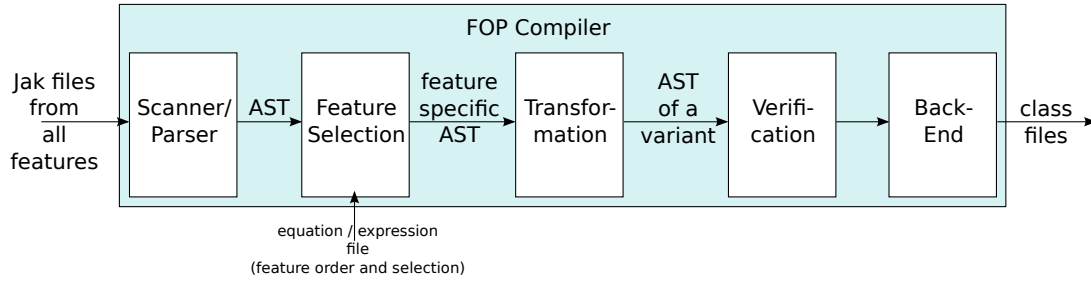 FOP Compiler
Jak files
from
all
features
Scanner/
Parser
AST
Feature
Selection
feature
specific
AST
Transfor-
mation
AST
of a
variant
Verifi-
cation
Back-
End
class
files
equation / expression
file
(feature order and selection)